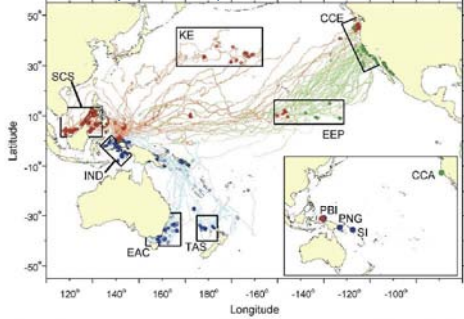 50°
30°
10°
-10°
-30°
-50°
Latitude
KE
CCE
SCS
EEP
IND
EAC
TAS
CCA
PBI
PNG
SI
120° 140° 160° 180° -160° -140° -120° -100°
Longitude